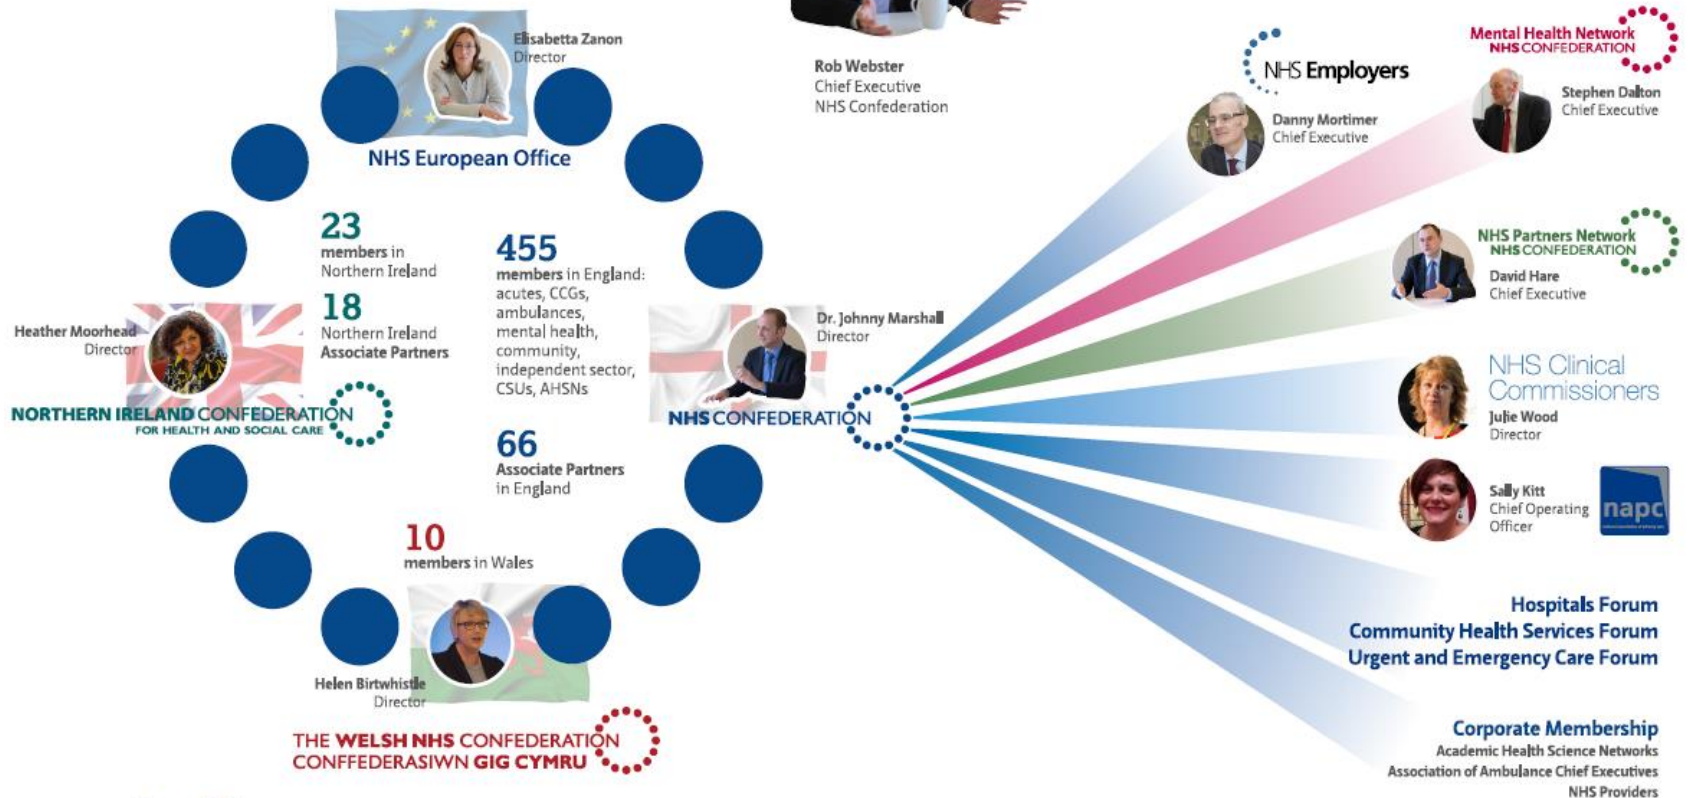 Elisabetta Zanon
Director
NHS European Office
Rob Webster
Chief Executive
NHS Confederation
NHS Employers
Danny Mortimer
Chief Executive
Mental Health Network
NHS CONFEDERATION
Stephen Dalton
Chief Executive
23
members in
Northern Ireland
18
Northern Ireland
Associate Partners
455
members in England:
acutes, CCGs,
ambulances,
mental health,
community,
independent sector,
CSUs, AHSNs
66
Associate Partners
in England
10
members in Wales
Heather Moorhead
Director
NORTHERN IRELAND CONFEDERATION
FOR HEALTH AND SOCIAL CARE
Dr. Johnny Marshall
Director
NHS CONFEDERATION
NHS Partners Network
NHS CONFEDERATION
David Hare
Chief Executive
NHS Clinical
Commissioners
Julie Wood
Director
Sally Kitt
Chief Operating
Officer
napc
Helen Birtwhistle
Director
THE WELSH NHS CONFEDERATION
CONFFEDERASIWN GIG CYMRU
Hospitals Forum
Community Health Services Forum
Urgent and Emergency Care Forum
Corporate Membership
Academic Health Science Networks
Association of Ambulance Chief Executives
NHS Providers